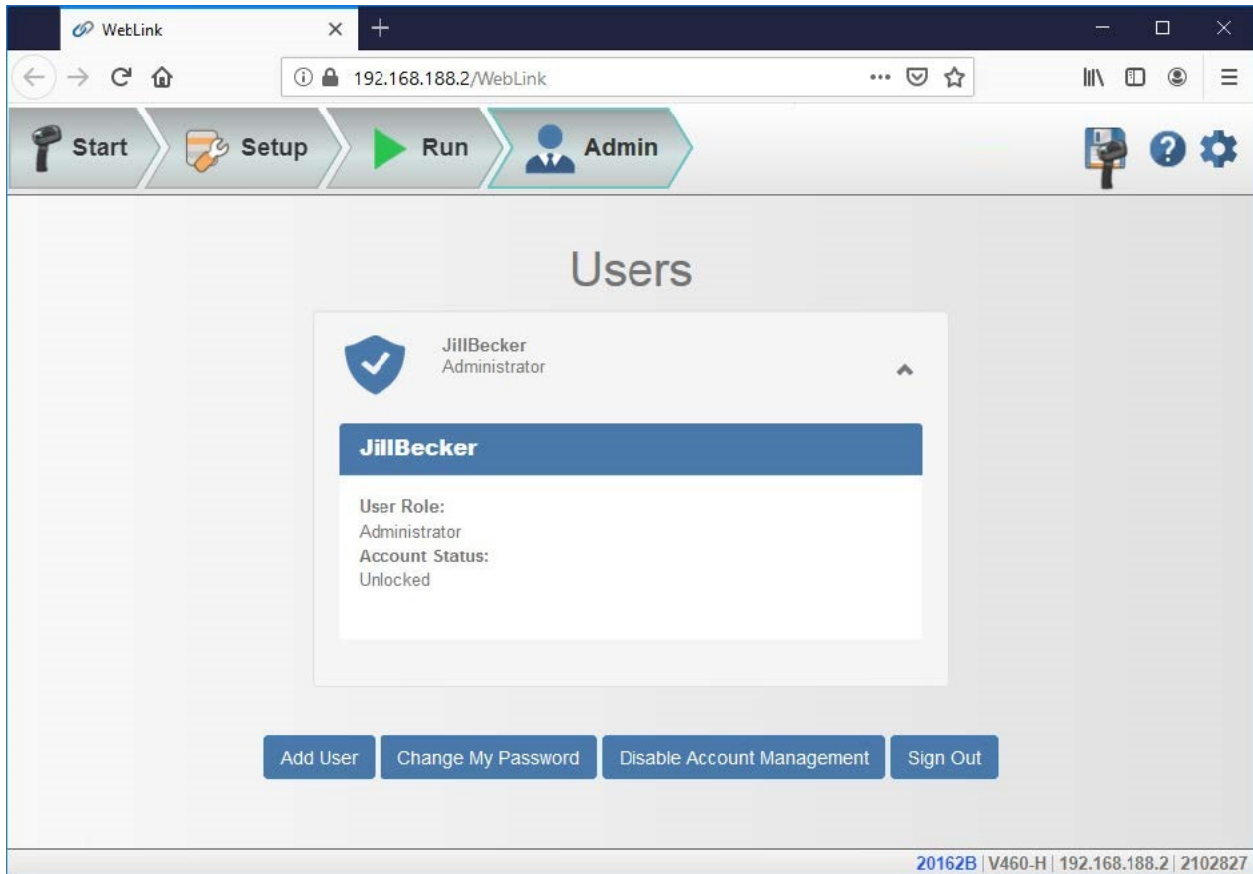 WebLink
192.168.188.2/WebLink
Start Setup Run Admin
Users
JillBecker
Administrator
JillBecker
User Role:
Administrator
Account Status:
Unlocked
Add User Change My Password Disable Account Management Sign Out
20162B | V460-H | 192.168.188.2 | 2102827